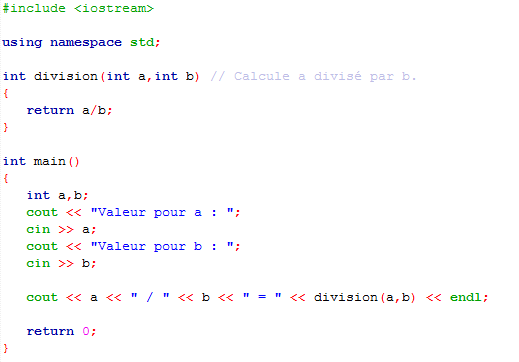 #include <iostream>
using namespace std;
int division(int a,int b) // Calcule a divisé par b.
{
return a/b;
}
int main()
{
int a,b;
cout << "Valeur pour a : ";
cin >> a;
cout << "Valeur pour b : ";
cin >> b;
cout << a << " / " << b << " = " << division(a,b) << endl;
return 0;
}